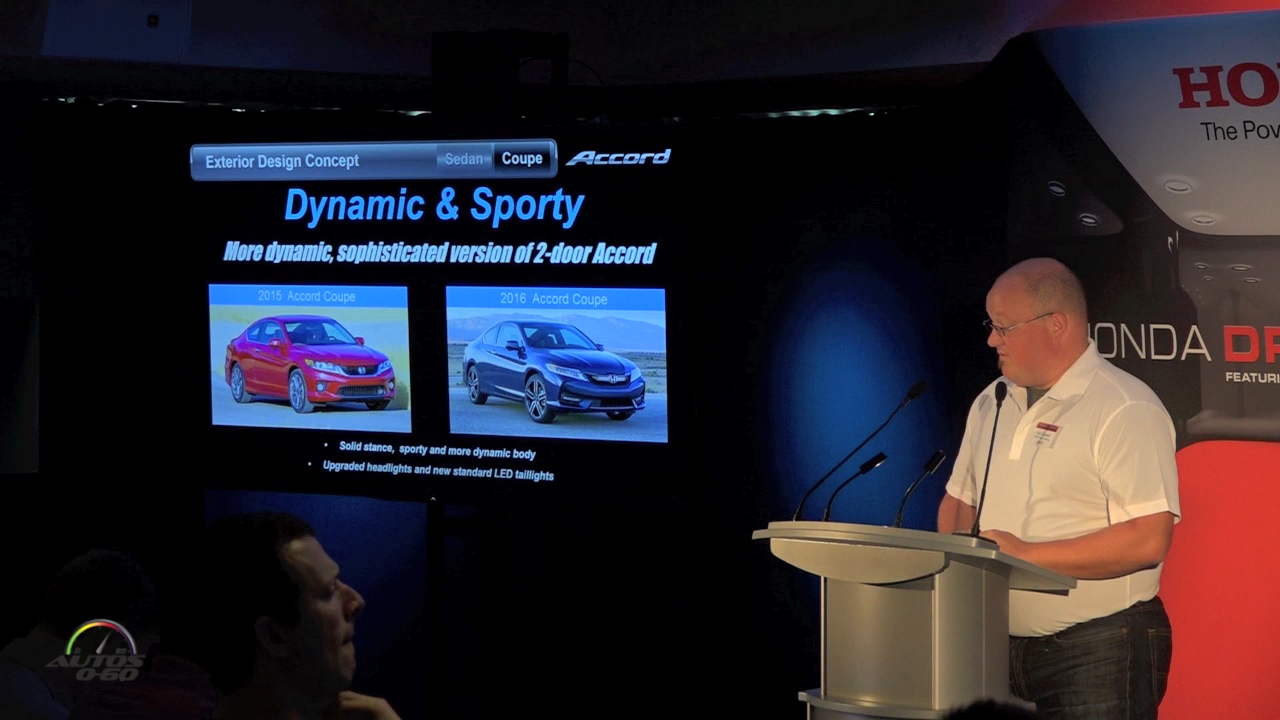 Exterior Design Concept Sedan Coupe Accord
Dynamic & Sporty
More dynamic, sophisticated version of 2-door Accord
2015 Accord Coupe
2016 Accord Coupe
• Solid stance, sporty and more dynamic body
• Upgraded headlights and new standard LED taillights
HO
The Pow
HONDA DR
FEATURI
AUTOS
0-60